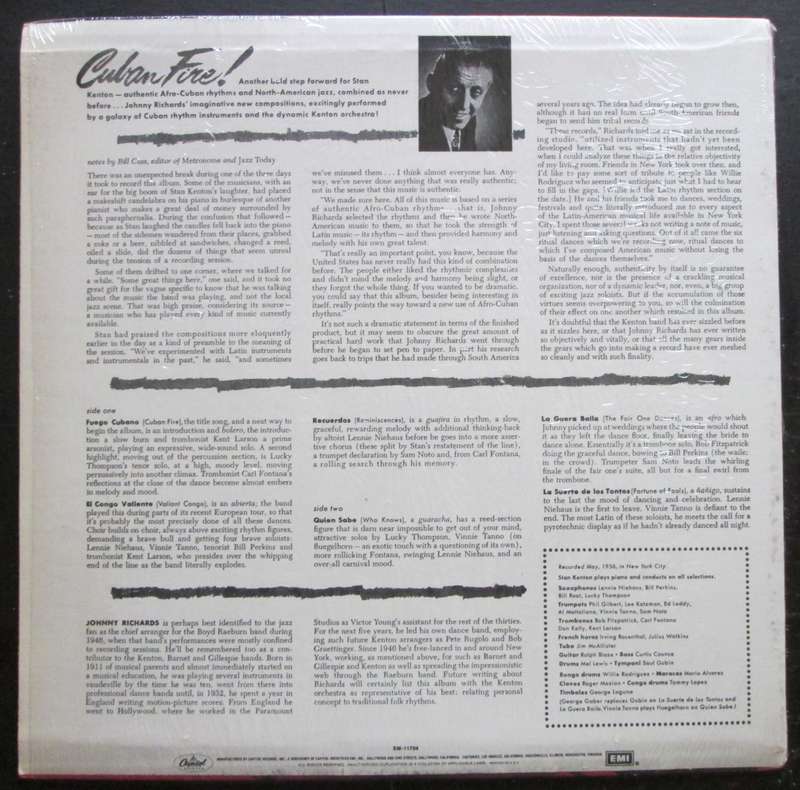 Cuban Fire!
Another bold step forward for Stan
Kenton — authentic Afro-Cuban rhythms and North-American jazz, combined as never
before . . . Johnny Richards' imaginative new compositions, excitingly performed
by a galaxy of Cuban rhythm instruments and the dynamic Kenton orchestra!
notes by Bill Coss, editor of Metronome and Jazz Today
There was an unexpected break during one of the three days
it took to record this album. Some of the musicians, with an
ear for the big boom of Stan Kenton's laughter, had placed
a makeshift candelabra on his piano in burlesque of another
pianist who makes a great deal of money surrounded by
such paraphernalia. During the confusion that followed —
because as Stan laughed the candles fell back into the piano
— most of the sidemen wandered from their places, grabbed
a coke or a beer, nibbled at sandwiches, changed a reed,
oiled a slide, did the dozens of things that seem unreal
during the tension of a recording session.
Some of them drifted to one corner, where we talked for
a while. "Some great things here," one said, and it took no
great gift for the vague specific to know that he was talking
about the music the band was playing, and not the local
jazz scene. That was high praise, considering its source —
a musician who has played every kind of music currently
available.
Stan had praised the compositions more eloquently
earlier in the day as a kind of preamble to the meaning of
the session. "We've experimented with Latin instruments
and instrumentals in the past," he said, "and sometimes
we've misused them . . . I think almost everyone has. Any-
way, we've never done anything that was really authentic;
not in the sense that this music is authentic.
"We made sure here. All of this music is based on a series
of authentic Afro-Cuban rhythms — that is, Johnny
Richards selected the rhythm and then he wrote North-
American music to them, so that he took the strength of
Latin music — its rhythm — and then provided harmony and
melody with his own great talent.
"That's really an important point, you know, because the
United States has never really had this kind of combination
before. The people either liked the rhythmic complexities
and didn't mind the melody and harmony being slight, or
they forgot the whole thing. If you wanted to be dramatic,
you could say that this album, besides being interesting in
itself, really points the way toward a new use of Afro-Cuban
rhythms."
It's not such a dramatic statement in terms of the finished
product, but it may seem to obscure the great amount of
practical hard work that Johnny Richards went through
before he began to set pen to paper. In part his research
goes back to trips that he had made through South America
several years ago. The idea had already begun to grow then,
although it had no real hum until South-American friends
began to send him tribal records.
"These records," Richards told me as we sat in the record-
ing studio, "utilized instruments that hadn't yet been
developed here. That was when I really got interested,
when I could analyze these things in the relative objectivity
of my living room. Friends in New York took over then, and
I'd like to pay some sort of tribute to people like Willie
Rodriguez who seemed to anticipate just what I had to hear
to fill in the gaps. [Willie led the Latin rhythm section on
the date.] He and his friends took me to dances, weddings,
festivals and quite literally introduced me to every aspect
of the Latin-American musical life available in New York
City. I spent those several weeks not writing a note of music,
but listening and asking questions. Out of it all came the six
ritual dances which we're recording now, ritual dances to
which I've composed American music without losing the
basis of the dances themselves."
Naturally enough, authenticity by itself is no guarantee
of excellence, nor is the presence of a crackling musical
organization, nor of a dynamic leader, nor, even, a big group
of exciting jazz soloists. But if the accumulation of those
virtues seems overpowering to you, so will the culmination
of their effect on one another which resulted in this album.
It's doubtful that the Kenton band has ever sizzled before
as it sizzles here, or that Johnny Richards has ever written
so objectively and vitally, or that all the many gears inside
the gears which go into making a record have ever meshed
so cleanly and with such finality.
side one
Fuego Cubano (Cuban Fire), the title song, and a neat way to
begin the album, is an introduction and bolero, the introduc-
tion a slow burn and trombonist Kent Larson a prime
arsonist, playing an expressive, wide-ranging second. A second
highlight, moving out of the percussion section, is Lucky
Thompson's tenor solo, at a high, moody level, moving
pervasively into another climax. Trombonist Carl Fontana's
reflections at the close of the dance become almost embers
in melody and mood.
El Congo Valiente (Valiant Congo), is an abierta; the band
played this during parts of its recent European tour, so that
it's probably the most precisely done of all these dances.
Choir builds on choir, always above exciting rhythm figures,
demanding a brave bull and getting four brave soloists:
Lennie Niehaus, Vinnie Tanno, tenorist Bill Perkins and
trombonist Kent Larson, who presides over the whipping
end of the line as the band literally explodes.
Recuerdos (Reminiscences), is a guajira in rhythm, a slow,
graceful, rewarding melody with additional thinking-back
by altoist Lennie Niehaus before he goes into a more asser-
tive chorus (these split by Stan's restatement of the line),
a trumpet declaration by Sam Noto and, from Carl Fontana,
a rolling search through his memory.
side two
Quien Sabe (Who Knows), a guaracha, has a reed-section
figure that is darn near impossible to get out of your mind,
attractive solos by Lucky Thompson, Vinnie Tanno (on
fluegelhorn — an exotic touch with a questioning of its own),
more rollicking Fontana, swinging Lennie Niehaus, and an
over-all carnival mood.
La Guera Baila (The Fair One Dances), is an afro which
Johnny picked up at weddings where the people would shout
it as they left the dance floor, finally leaving the bride to
dance alone. Essentially it's a trombone solo, Bob Fitzpatrick
doing the graceful dance, bowing to Bill Perkins (the waile;
in the crowd). Trumpeter Sam Noto leads the whirling
finale of the fair one's suite, all but for a final swirl from
the trombone.
La Suerte de los Tontos (Fortune of Fools), a ñañigo, sustains
to the last the mood of dancing and celebration. Lennie
Niehaus is the first to leave. Vinnie Tanno is defiant to the
end. The most Latin of these soloists, he meets the call for a
pyrotechnic display as if he hadn't already danced all night.
JOHNNY RICHARDS is perhaps best identified to the jazz
fan as the chief arranger for the Boyd Raeburn band during
1946, when that band's performances were mostly confined
to recording sessions. He'll be remembered too as a con-
tributor to the Kenton, Barnet and Gillespie bands. Born in
1911 of musical parents and almost immediately started on
a musical education, he was playing several instruments in
vaudeville by the time he was ten, went from there into
professional dance bands until, in 1932, he spent a year in
England writing motion-picture scores. From England he
went to Hollywood, where he worked in the Paramount
Studios as Victor Young's assistant for the rest of the thirties.
For the next five years, he led his own dance band, employ-
ing such future Kenton arrangers as Pete Rugolo and Bob
Graettinger. Since 1940 he's free-lanced in and around New
York, working, as mentioned above, for such as Barnet and
Gillespie and Kenton as well as spreading the impressionistic
web through the Raeburn band. Future writing about
Richards will certainly list this album with the Kenton
orchestra as representative of his best: relating personal
concept to traditional folk rhythms.
Recorded May, 1956, in New York City.
Stan Kenton plays piano and conducts on all selections.
Saxophones Lennie Niehaus, Bill Perkins,
Bill Root, Lucky Thompson
Trumpets Phil Gilbert, Lee Katzman, Ed Leddy,
Al Mattaliano, Vinnie Tanno, Sam Noto
Trombones Bob Fitzpatrick, Carl Fontana
Don Kelly, Kent Larson
French horns Irving Rosenthal, Julius Watkins
Tuba Jim McAllister
Guitar Ralph Blaze • Bass Curtis Counce
Drums Mel Lewis • Tympani Saul Gubin
Bongo drums Willie Rodriguez • Maracas Mario Alvarez
Claves Roger Mozian • Conga drums Tommy Lopez
Timbales George Laguna
(George Gaber replaces Gubin on La Suerte de los Tontos and
La Guera Baila. Vinnie Tanno plays Fluegelhorn on Quien Sabe.)
SM-11794
Capitol
EMI